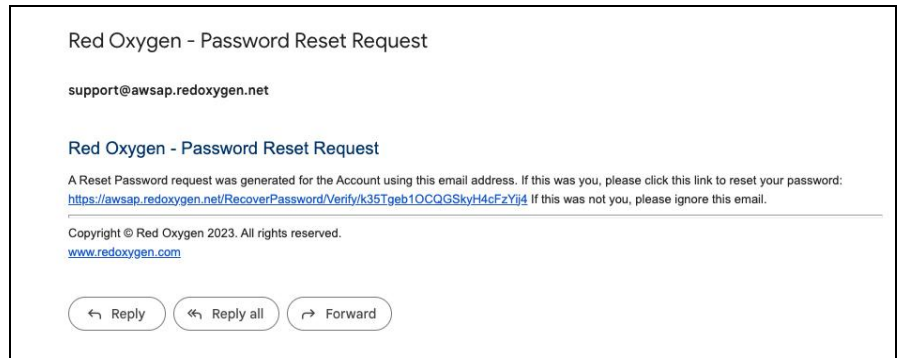 Red Oxygen - Password Reset Request
support@awsap.redoxygen.net
Red Oxygen - Password Reset Request
A Reset Password request was generated for the Account using this email address. If this was you, please click this link to reset your password:
https://awsap.redoxygen.net/RecoverPassword/Verify/k35Tgeb1OCQGSkyH4cFzYij4 If this was not you, please ignore this email.
Copyright © Red Oxygen 2023. All rights reserved.
www.redoxygen.com
Reply Reply all Forward